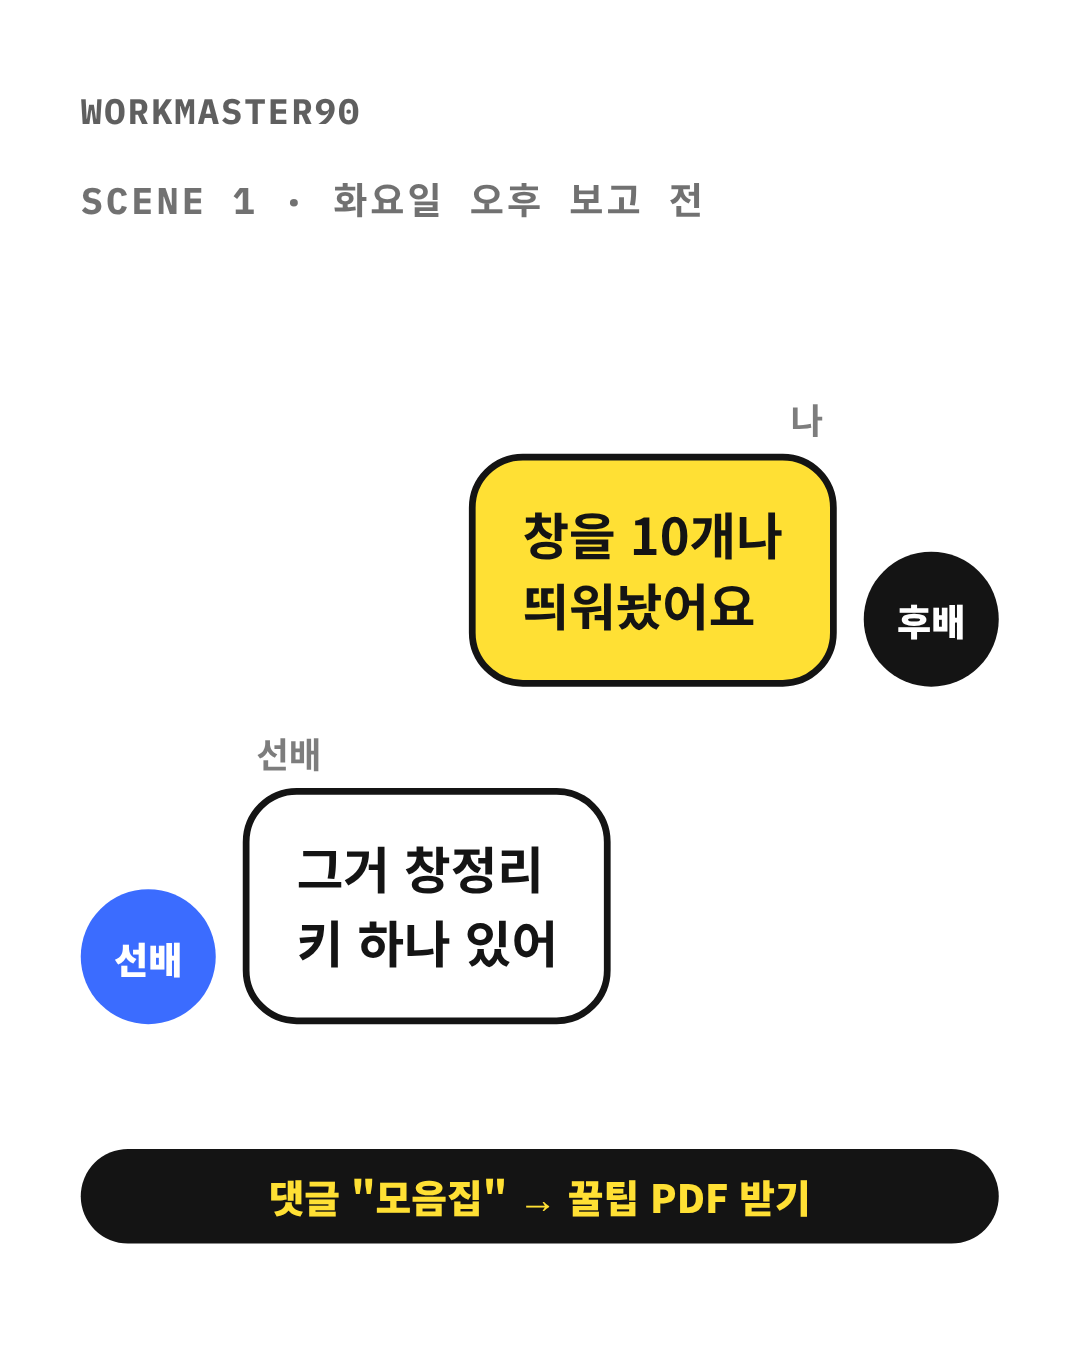 WORKMASTER90
SCENE 1 · 화요일 오후 보고 전
나
창을 10개나
띄워놨어요
후배
선배
그거 창정리
키 하나 있어
선배
댓글 "모음집" → 꿀팁 PDF 받기